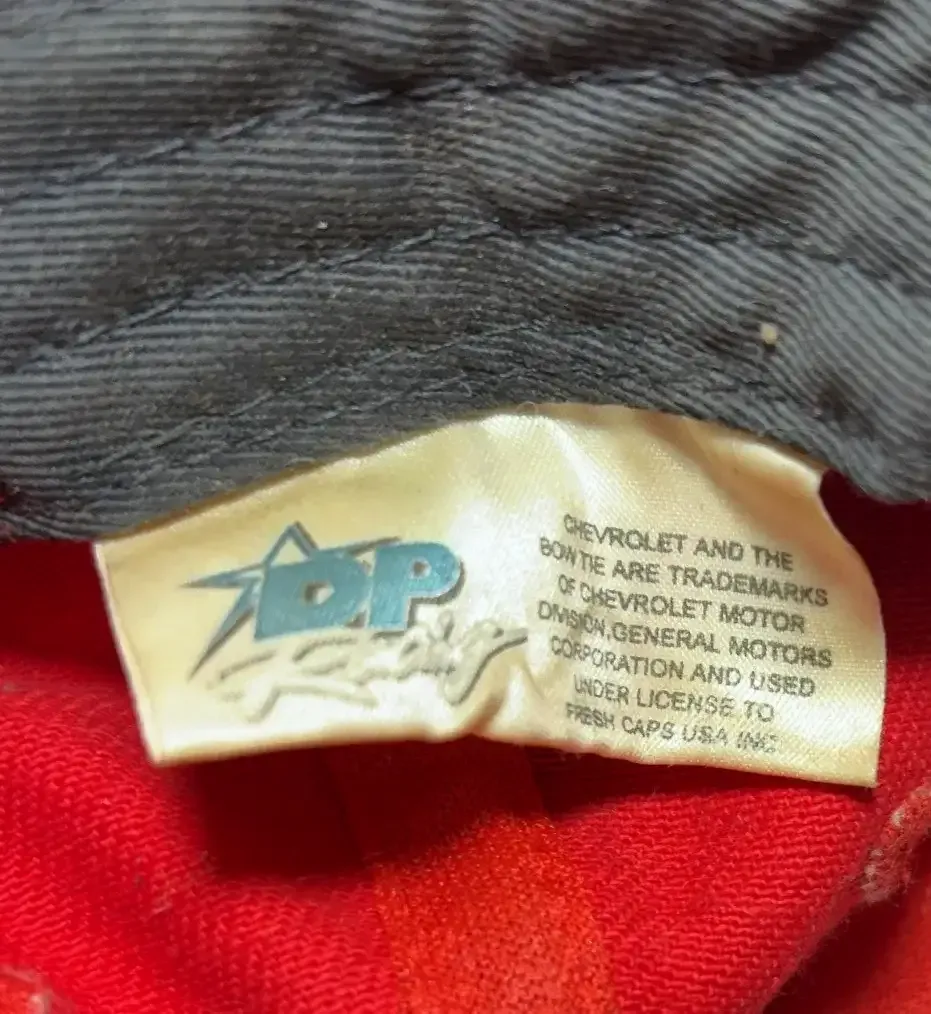 DP
CHEVROLET AND THE
BOWTIE ARE TRADEMARKS
OF CHEVROLET MOTOR
DIVISION,GENERAL MOTORS
CORPORATION AND USED
UNDER LICENSE TO
FRESH CAPS USA INC.